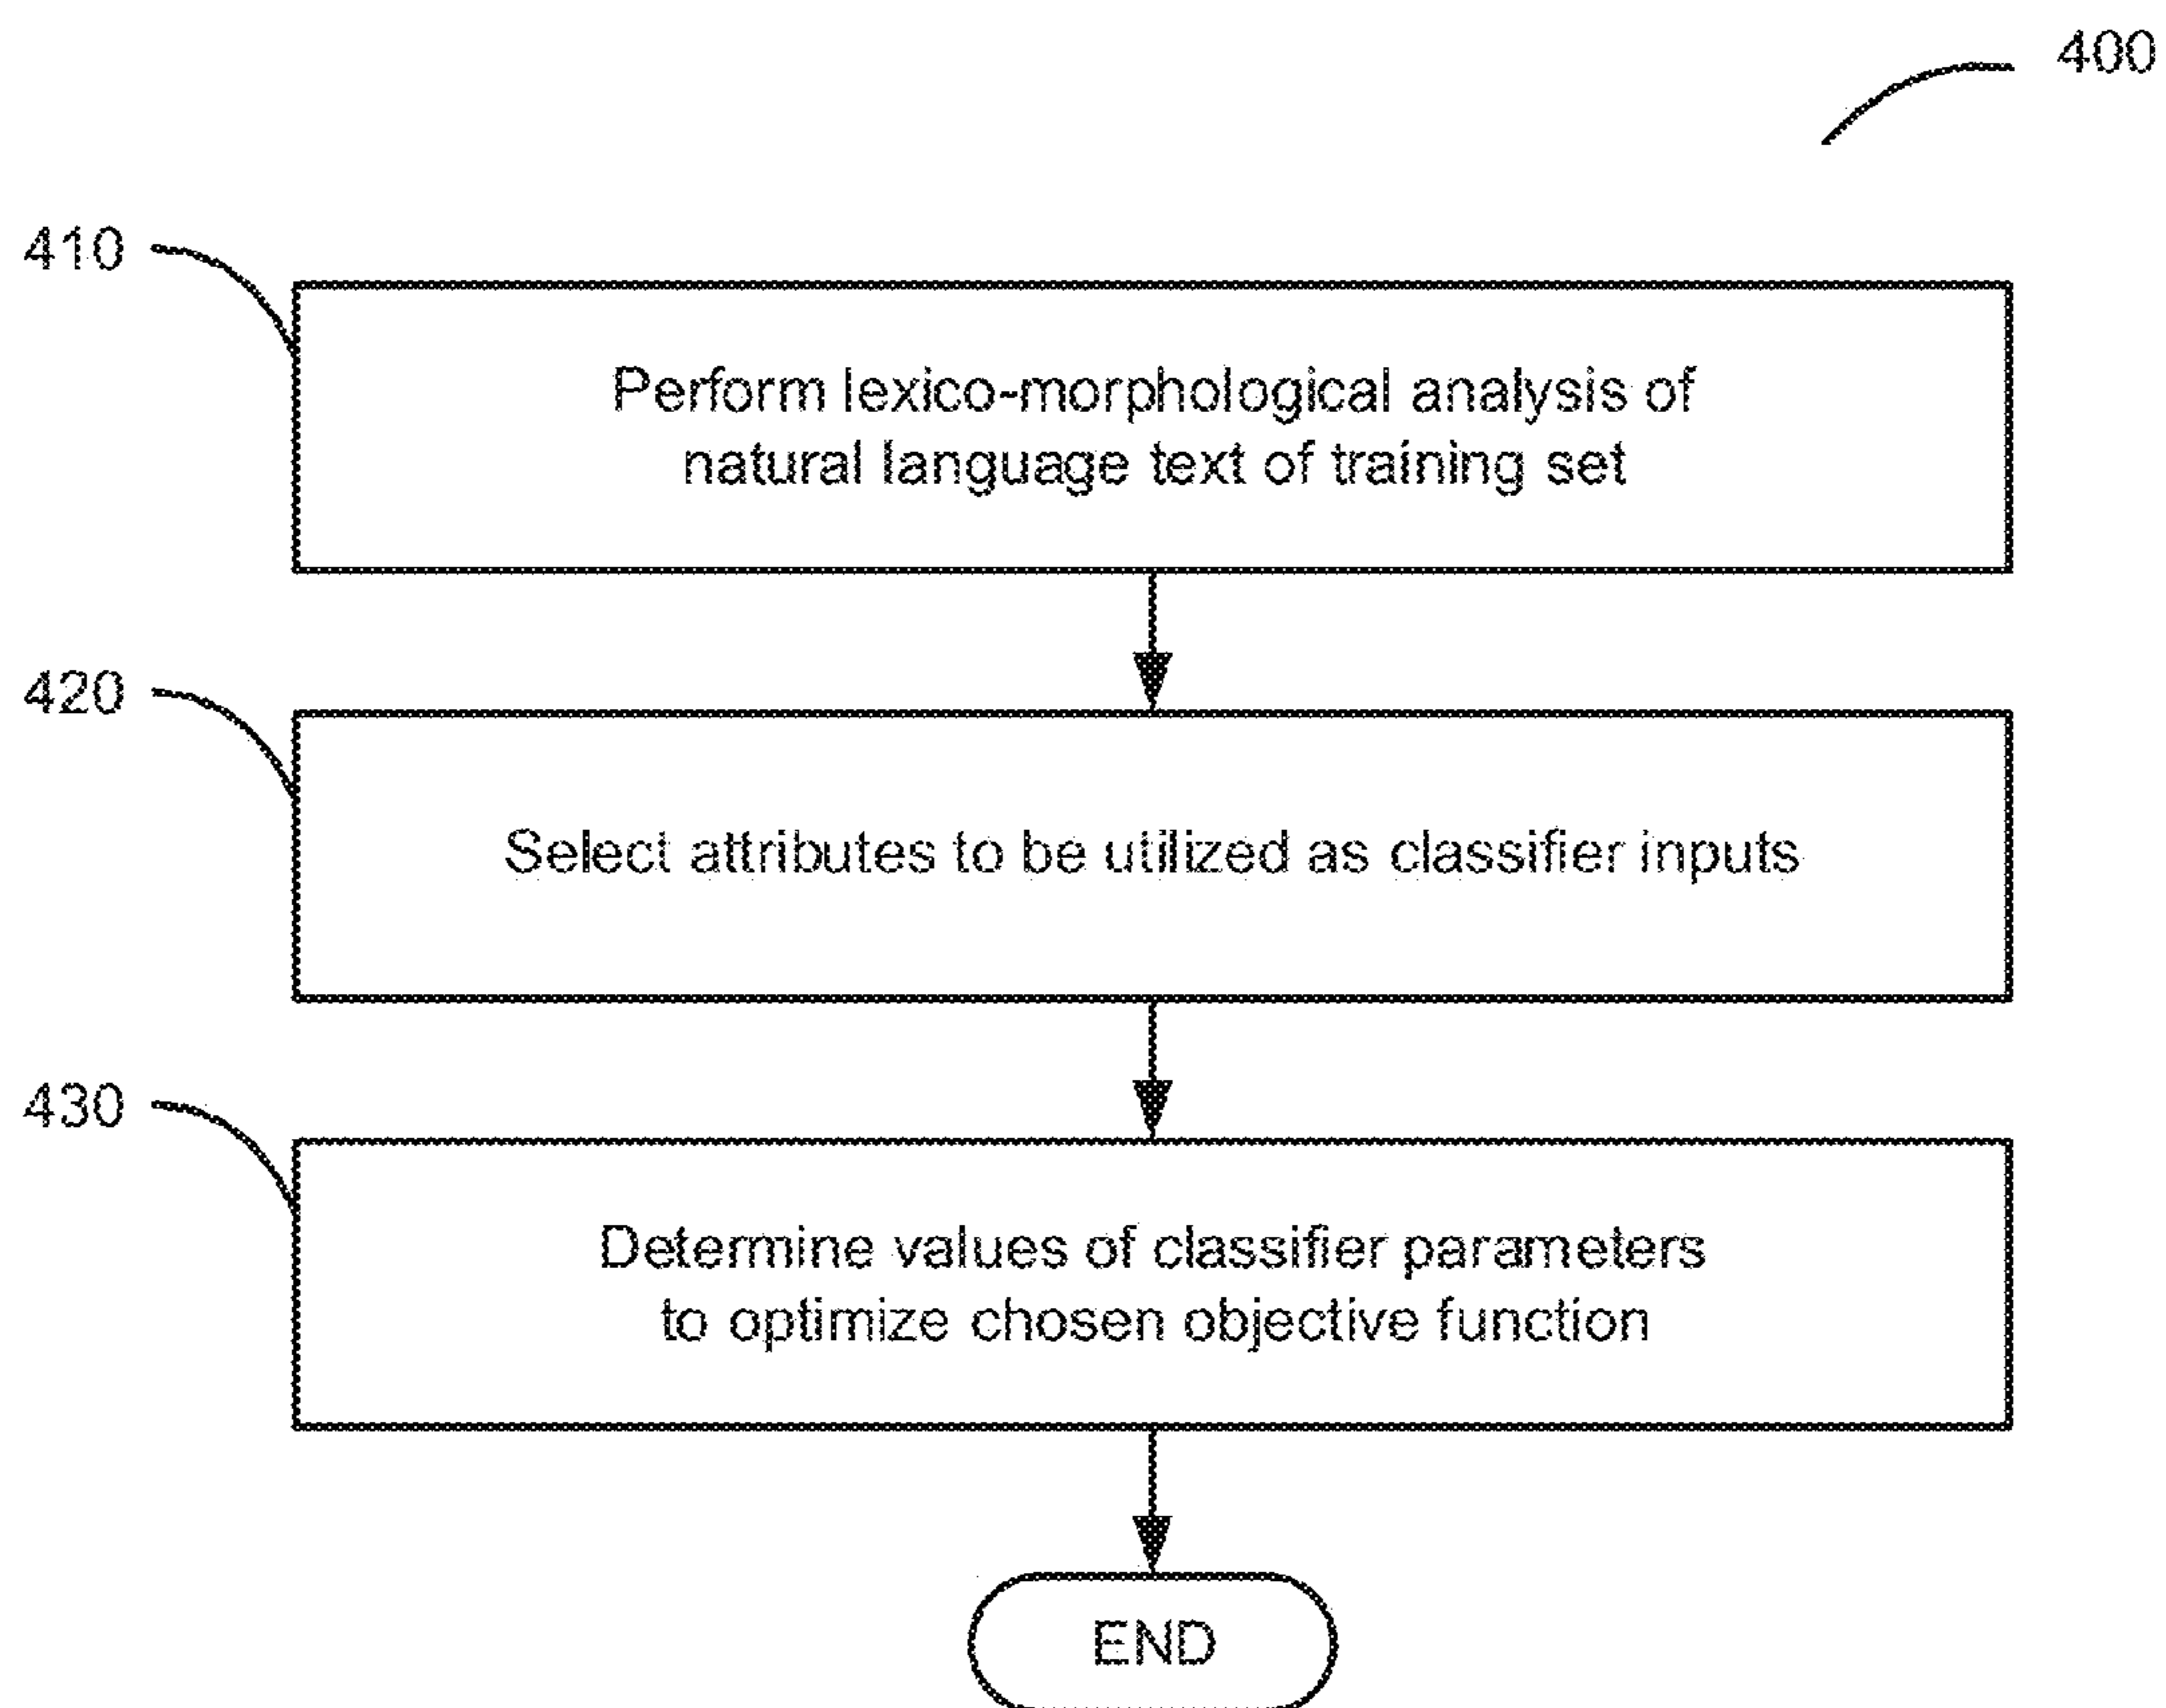 400
410
Perform lexico-morphological analysis of
natural language text of training set
420
Select attributes to be utilized as classifier inputs
430
Determine values of classifier parameters
to optimize chosen objective function
END